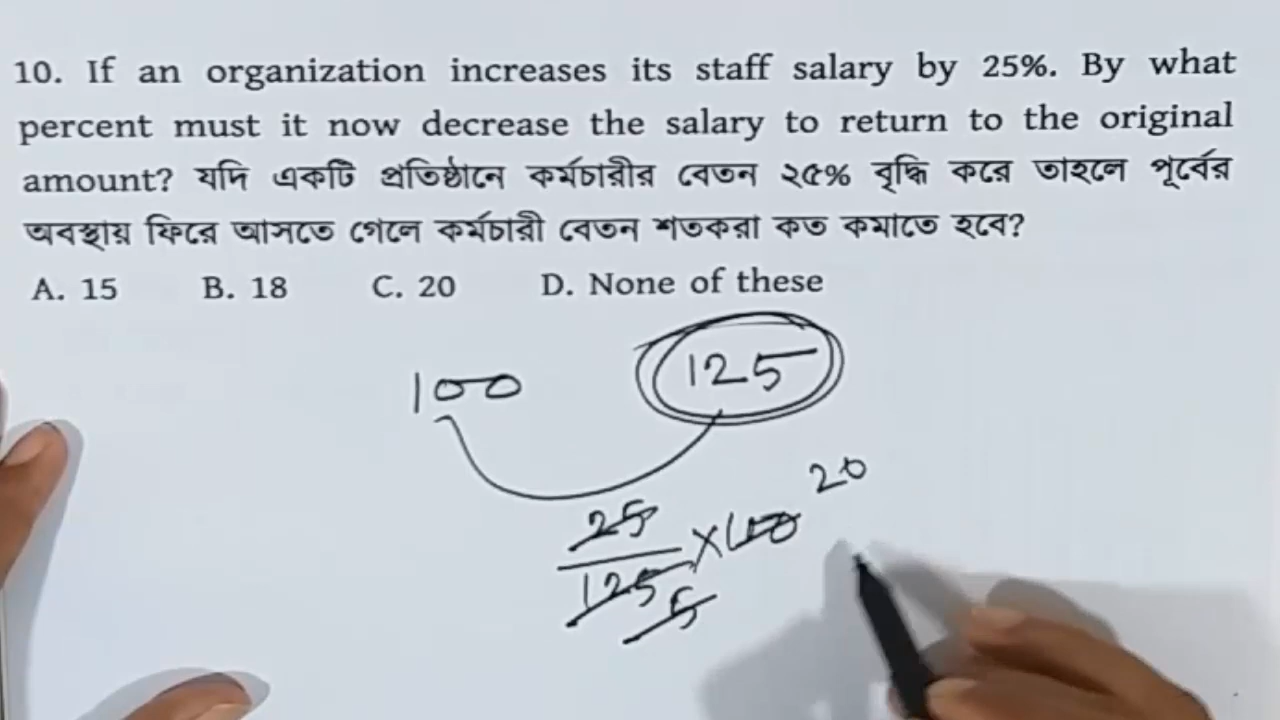 10. If an organization increases its staff salary by 25%. By what
percent must it now decrease the salary to return to the original
amount? যদি একটি প্রতিষ্ঠানে কর্মচারীর বেতন ২৫% বৃদ্ধি করে তাহলে পূর্বের
অবস্থায় ফিরে আসতে গেলে কর্মচারী বেতন শতকরা কত কমাতে হবে?
A. 15 B. 18 C. 20 D. None of these
100 125
20
25
×100
125
5